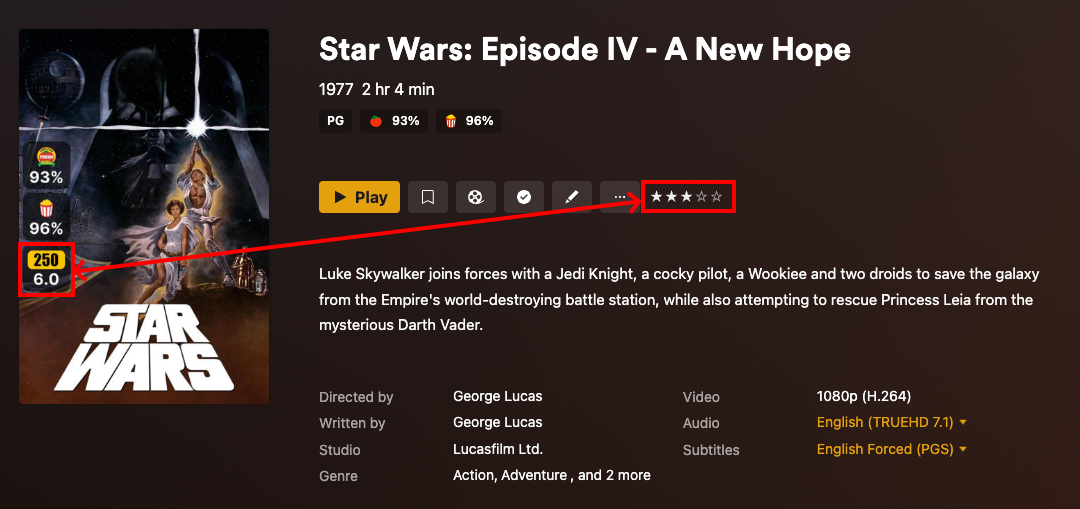 Star Wars: Episode IV - A New Hope
1977 2 hr 4 min
PG 93% 96%
93%
96%
250
6.0
STAR
WARS
Play
Luke Skywalker joins forces with a Jedi Knight, a cocky pilot, a Wookiee and two droids to save the galaxy
from the Empire's world-destroying battle station, while also attempting to rescue Princess Leia from the
mysterious Darth Vader.
Directed by George Lucas
Written by George Lucas
Studio Lucasfilm Ltd.
Genre Action, Adventure , and 2 more
Video 1080p (H.264)
Audio English (TRUEHD 7.1)
Subtitles English Forced (PGS)